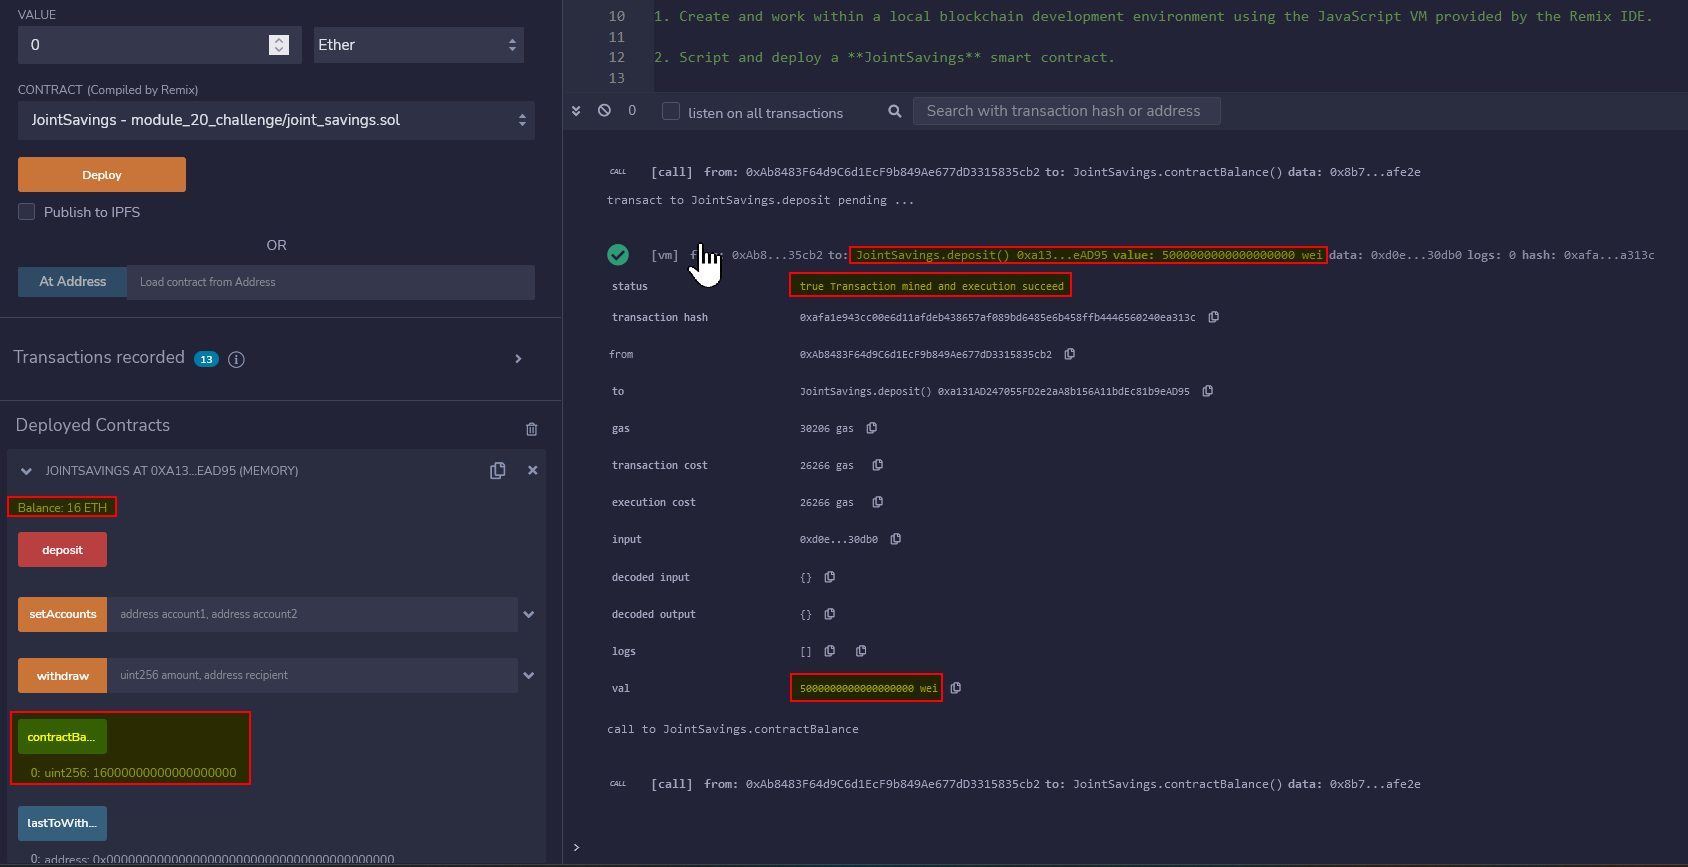 VALUE
0
Ether
CONTRACT (Compiled by Remix)
JointSavings - module_20_challenge/joint_savings.sol
Deploy
Publish to IPFS
OR
At Address
Load contract from Address
Transactions recorded 13 i
Deployed Contracts
JOINTSAVINGS AT 0XA13...EAD95 (MEMORY)
Balance: 16 ETH
deposit
setAccounts address account1, address account2
withdraw uint256 amount, address recipient
contractBa...
0: uint256: 16000000000000000000
lastToWith...
0: address: 0x0000000000000000000000000000000000000000
10 1. Create and work within a local blockchain development environment using the JavaScript VM provided by the Remix IDE.
11
12 2. Script and deploy a **JointSavings** smart contract.
13
0 listen on all transactions Search with transaction hash or address
CALL [call] from: 0xAb8483F64d9C6d1EcF9b849Ae677dD3315835cb2 to: JointSavings.contractBalance() data: 0x8b7...afe2e
transact to JointSavings.deposit pending ...
[vm] 0xAb8...35cb2 to: JointSavings.deposit() 0xa13...eAD95 value: 5000000000000000000 wei data: 0xd0e...30db0 logs: 0 hash: 0xafa...a313c
status true Transaction mined and execution succeed
transaction hash 0xafa1e943cc00e6d11afdeb438657af089bd6485e6b458ffb4446560240ea313c
from 0xAb8483F64d9C6d1EcF9b849Ae677dD3315835cb2
to JointSavings.deposit() 0xa131AD247055FD2e2aA8b156A11bdEc81b9eAD95
gas 30206 gas
transaction cost 26266 gas
execution cost 26266 gas
input 0xd0e...30db0
decoded input {}
decoded output {}
logs []
val 5000000000000000000 wei
call to JointSavings.contractBalance
CALL [call] from: 0xAb8483F64d9C6d1EcF9b849Ae677dD3315835cb2 to: JointSavings.contractBalance() data: 0x8b7...afe2e
>